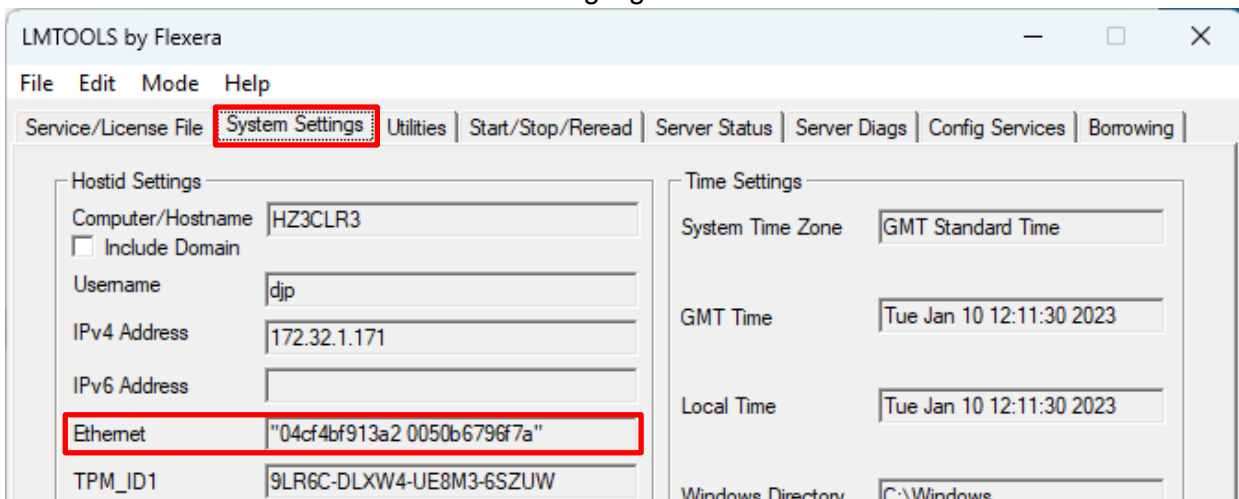 LMTOOLS by Flexera
File Edit Mode Help
Service/License File System Settings Utilities Start/Stop/Reread Server Status Server Diags Config Services Borrowing
Hostid Settings
Computer/Hostname HZ3CLR3
Include Domain
Username djp
IPv4 Address 172.32.1.171
IPv6 Address
Ethernet "04cf4bf913a2 0050b6796f7a"
TPM_ID1 9LR6C-DLXW4-UE8M3-6SZUW
Time Settings
System Time Zone GMT Standard Time
GMT Time Tue Jan 10 12:11:30 2023
Local Time Tue Jan 10 12:11:30 2023
Windows Directory C:\Windows